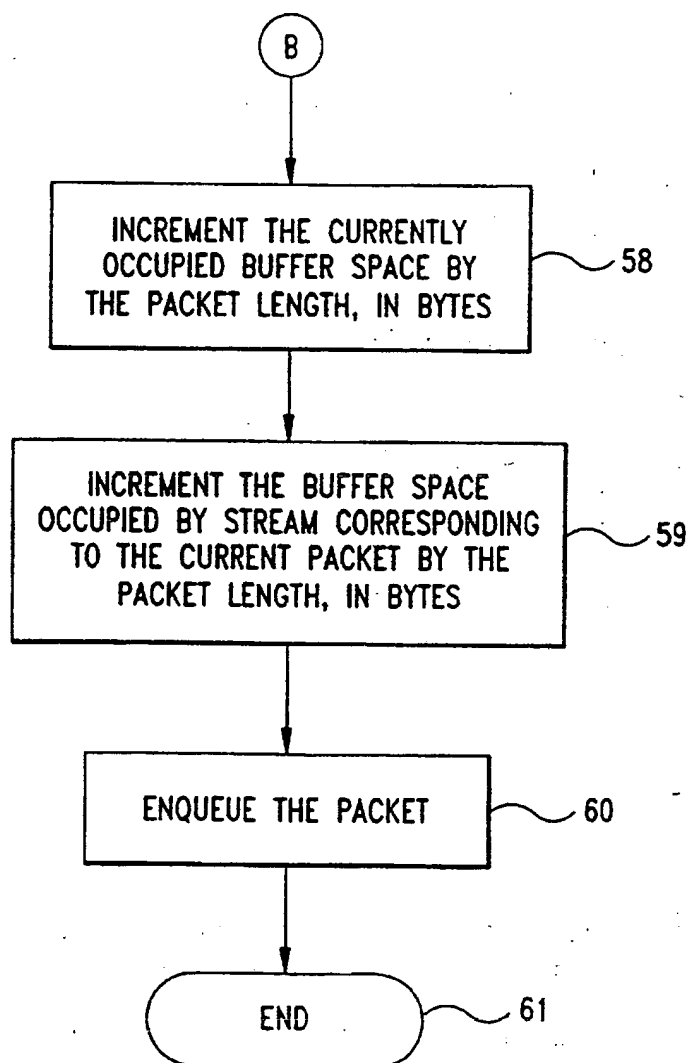 B
INCREMENT THE CURRENTLY
OCCUPIED BUFFER SPACE BY
THE PACKET LENGTH, IN BYTES
58
INCREMENT THE BUFFER SPACE
OCCUPIED BY STREAM CORRESPONDING
TO THE CURRENT PACKET BY THE
PACKET LENGTH, IN BYTES
59
ENQUEUE THE PACKET
60
END
61